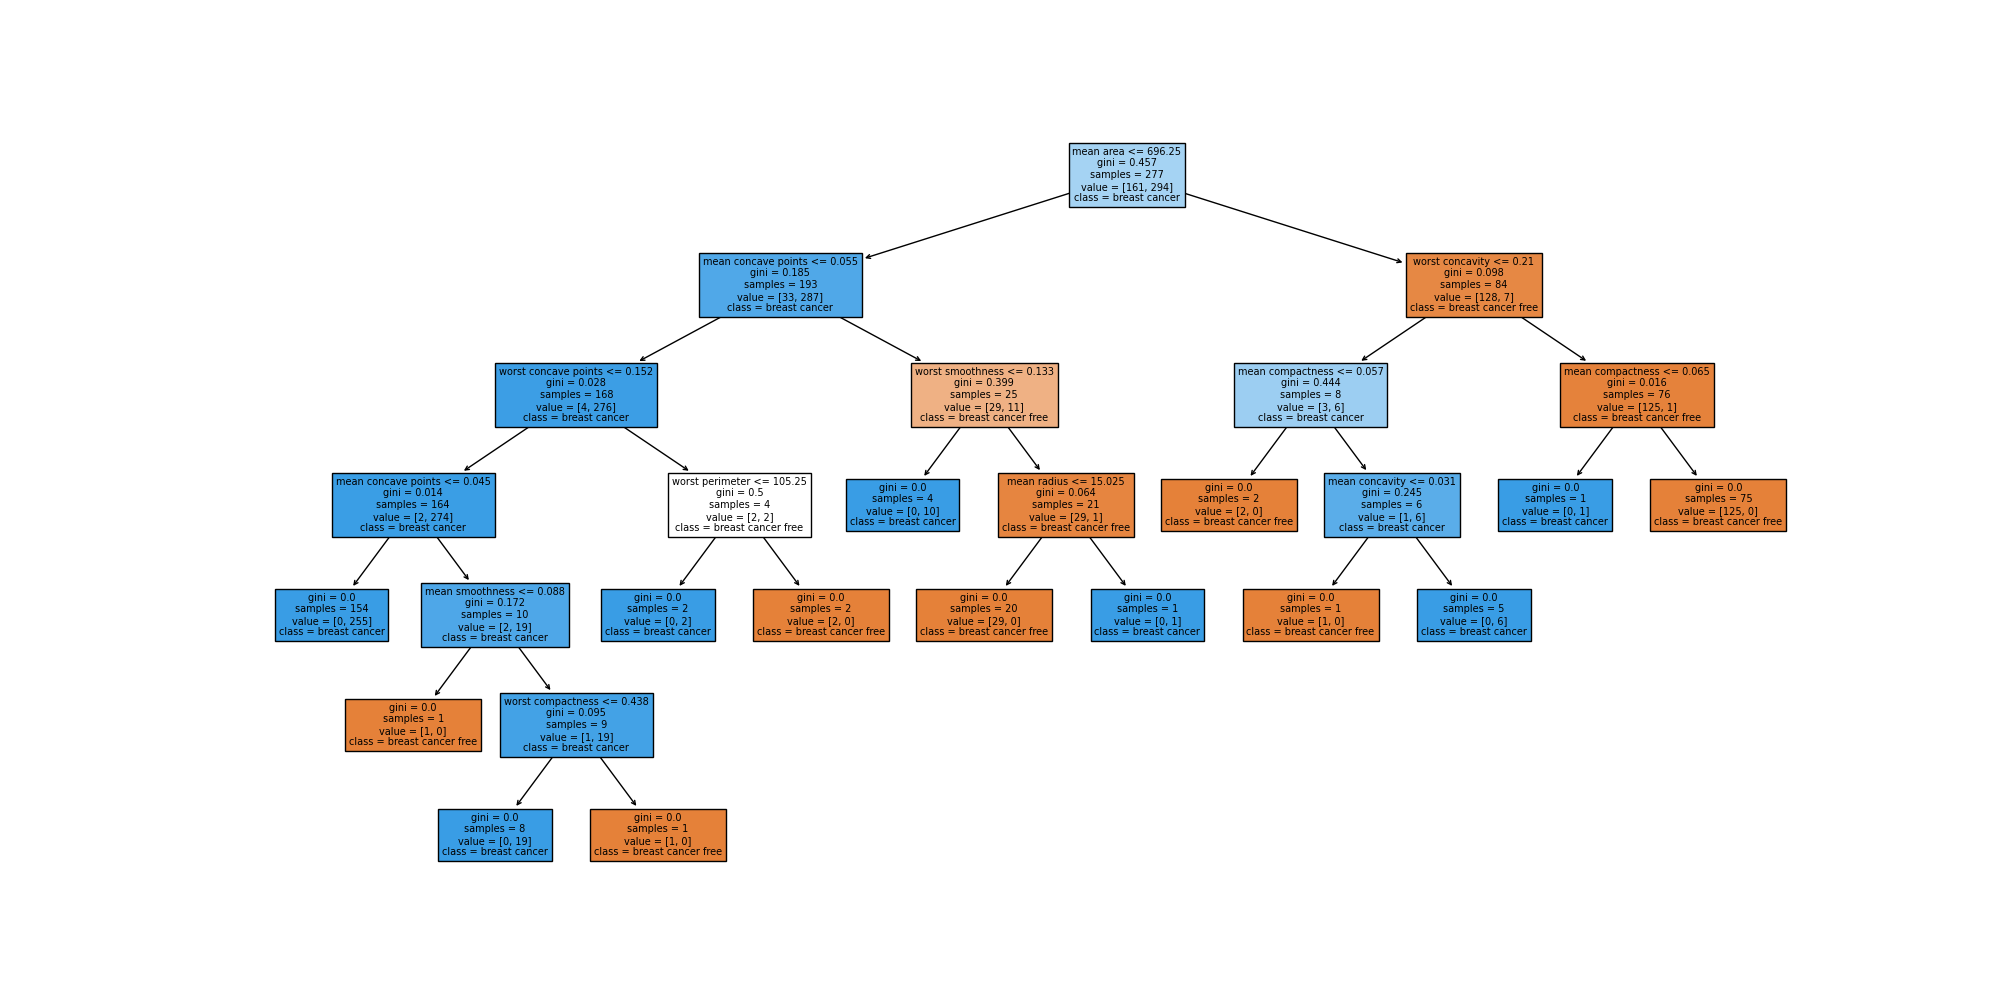 mean area <= 696.25
gini = 0.457
samples = 277
value = [161, 294]
class = breast cancer
mean concave points <= 0.055
gini = 0.185
samples = 193
value = [33, 287]
class = breast cancer
worst concavity <= 0.21
gini = 0.098
samples = 84
value = [128, 7]
class = breast cancer free
worst concave points <= 0.152
gini = 0.028
samples = 168
value = [4, 276]
class = breast cancer
worst smoothness <= 0.133
gini = 0.399
samples = 25
value = [29, 11]
class = breast cancer free
mean compactness <= 0.057
gini = 0.444
samples = 8
value = [3, 6]
class = breast cancer
mean compactness <= 0.065
gini = 0.016
samples = 76
value = [125, 1]
class = breast cancer free
mean concave points <= 0.045
gini = 0.014
samples = 164
value = [2, 274]
class = breast cancer
worst perimeter <= 105.25
gini = 0.5
samples = 4
value = [2, 2]
class = breast cancer free
gini = 0.0
samples = 4
value = [0, 10]
class = breast cancer
mean radius <= 15.025
gini = 0.064
samples = 21
value = [29, 1]
class = breast cancer free
gini = 0.0
samples = 2
value = [2, 0]
class = breast cancer free
mean concavity <= 0.031
gini = 0.245
samples = 6
value = [1, 6]
class = breast cancer
gini = 0.0
samples = 1
value = [0, 1]
class = breast cancer
gini = 0.0
samples = 75
value = [125, 0]
class = breast cancer free
gini = 0.0
samples = 154
value = [0, 255]
class = breast cancer
mean smoothness <= 0.088
gini = 0.172
samples = 10
value = [2, 19]
class = breast cancer
gini = 0.0
samples = 2
value = [0, 2]
class = breast cancer
gini = 0.0
samples = 2
value = [2, 0]
class = breast cancer free
gini = 0.0
samples = 20
value = [29, 0]
class = breast cancer free
gini = 0.0
samples = 1
value = [0, 1]
class = breast cancer
gini = 0.0
samples = 1
value = [1, 0]
class = breast cancer free
gini = 0.0
samples = 5
value = [0, 6]
class = breast cancer
gini = 0.0
samples = 1
value = [1, 0]
class = breast cancer free
worst compactness <= 0.438
gini = 0.095
samples = 9
value = [1, 19]
class = breast cancer
gini = 0.0
samples = 8
value = [0, 19]
class = breast cancer
gini = 0.0
samples = 1
value = [1, 0]
class = breast cancer free